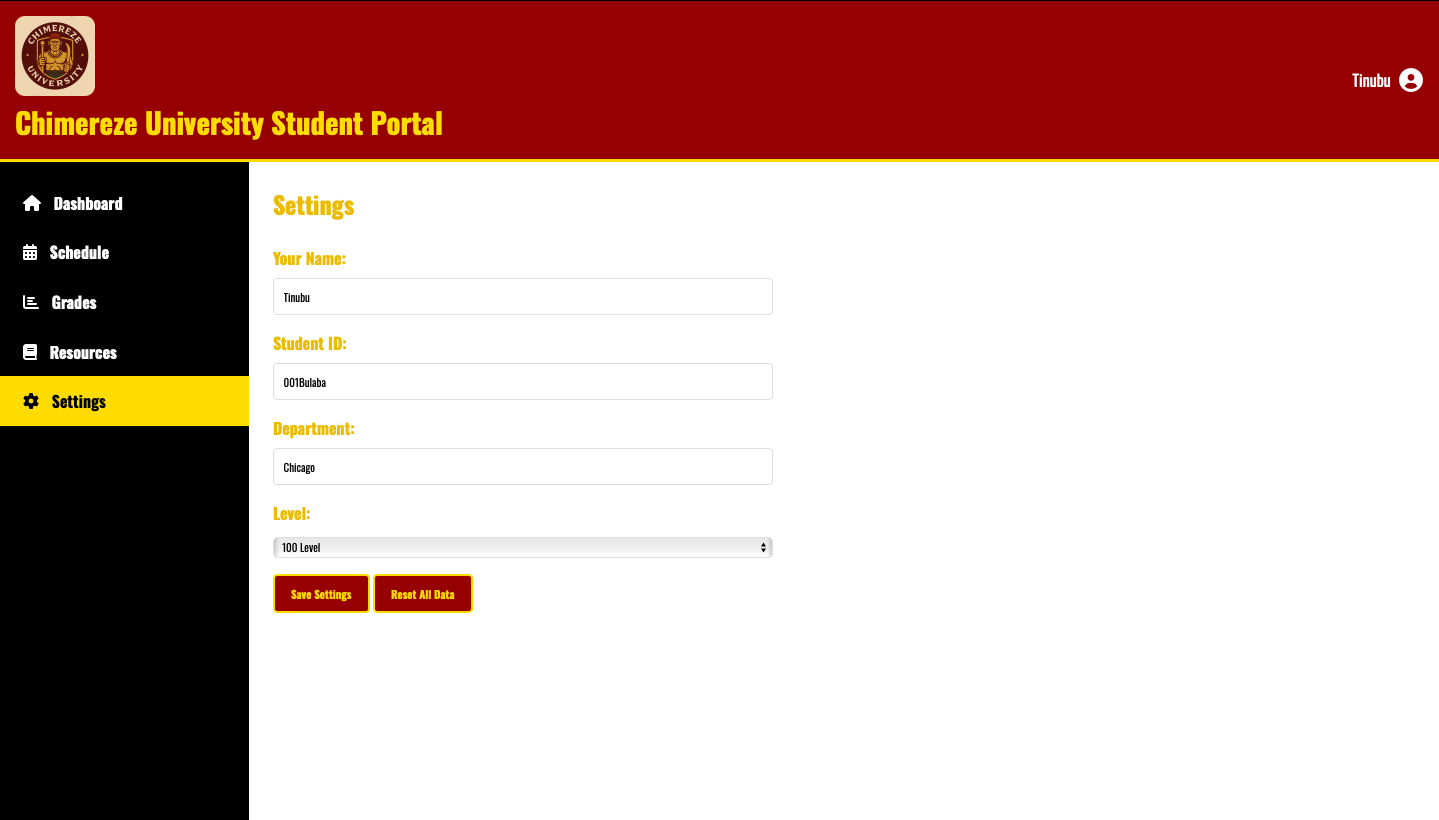 CHIMEREZE
UNIVERSITY
Tinubu
Chimereze University Student Portal
Dashboard
Schedule
Grades
Resources
Settings
Settings
Your Name:
Tinubu
Student ID:
001Bulaba
Department:
Chicago
Level:
100 Level
Save Settings
Reset All Data